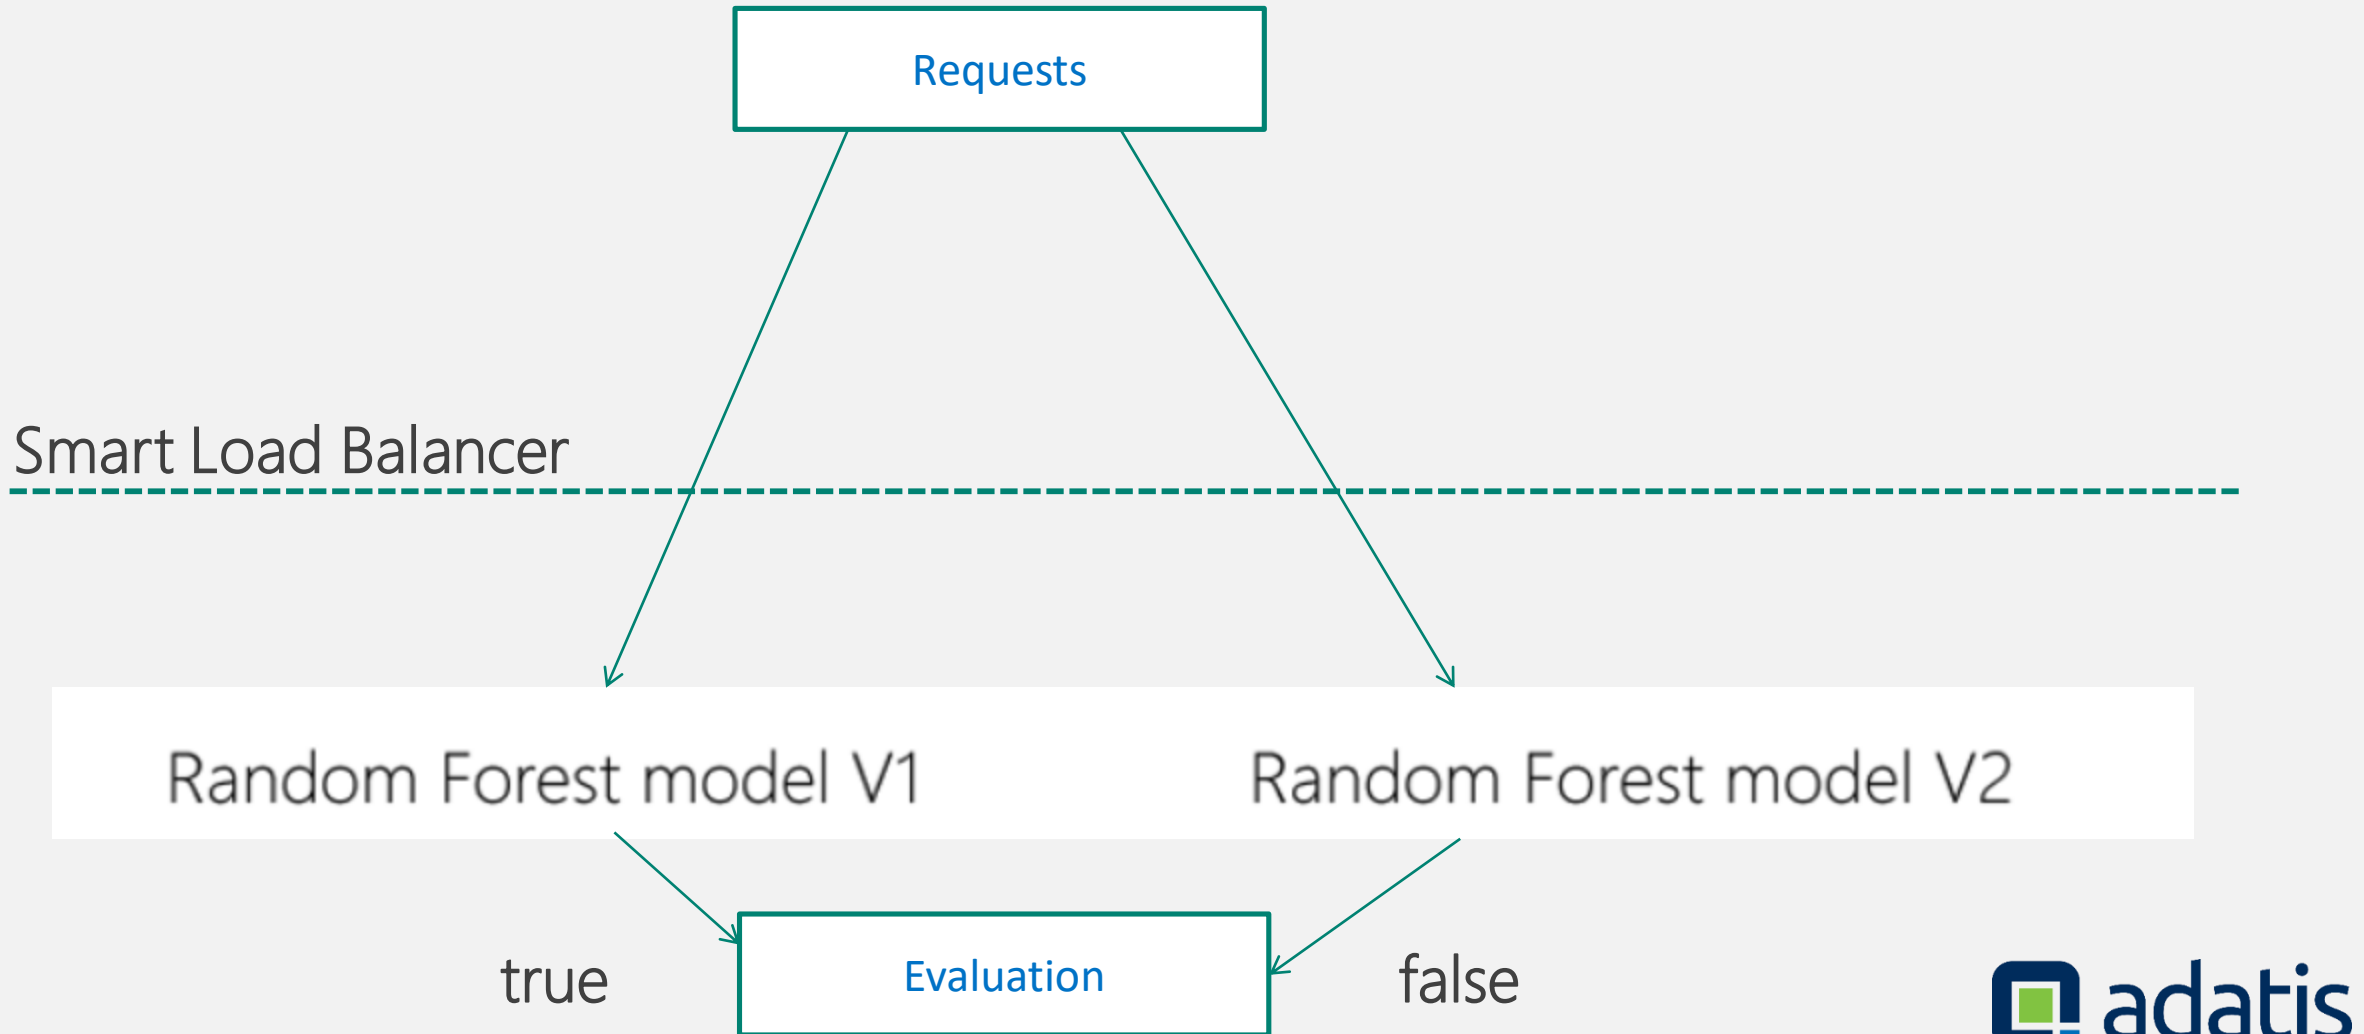 Requests
Smart Load Balancer
Random Forest model V1
Random Forest model V2
true
Evaluation
false
adatis